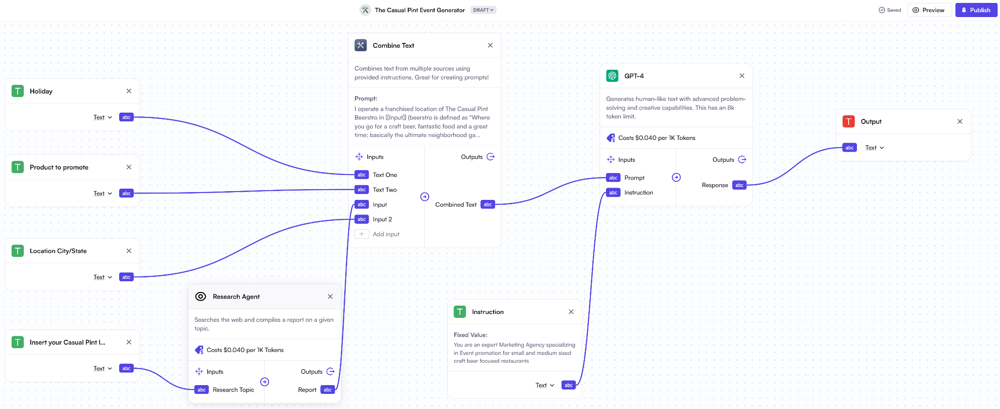 The Casual Pint Event Generator
DRAFT
Saved
Preview
Publish
Holiday
Text
abc
Product to promote
Text
abc
Location City/State
Text
abc
Insert your Casual Pint l...
Text
abc
Research Agent
Searches the web and compiles a report on a given
topic.
Costs $0.040 per 1K Tokens
Inputs
Outputs
abc
Research Topic
Report
abc
Combine Text
Combines text from multiple sources using
provided instructions. Great for creating prompts!
Prompt:
I operate a franchised location of The Casual Pint
Beerstro in [[Input]] (beerstro is defined as "Where
you go for a craft beer, fantastic food and a great
time; basically the ultimate neighborhood ga...
Inputs
Outputs
abc Text One
abc Text Two
abc Input
abc Input 2
Add input
Combined Text abc
Instruction
Fixed Value:
You are an expert Marketing Agency specializing
in Event promotion for small and medium sized
craft beer focused restaurants
Text
abc
GPT-4
Generates human-like text with advanced problem-
solving and creative capabilities. This has an 8k
token limit.
Costs $0.040 per 1K Tokens
Inputs
Outputs
abc Prompt
abc Instruction
Response abc
Output
abc
Text